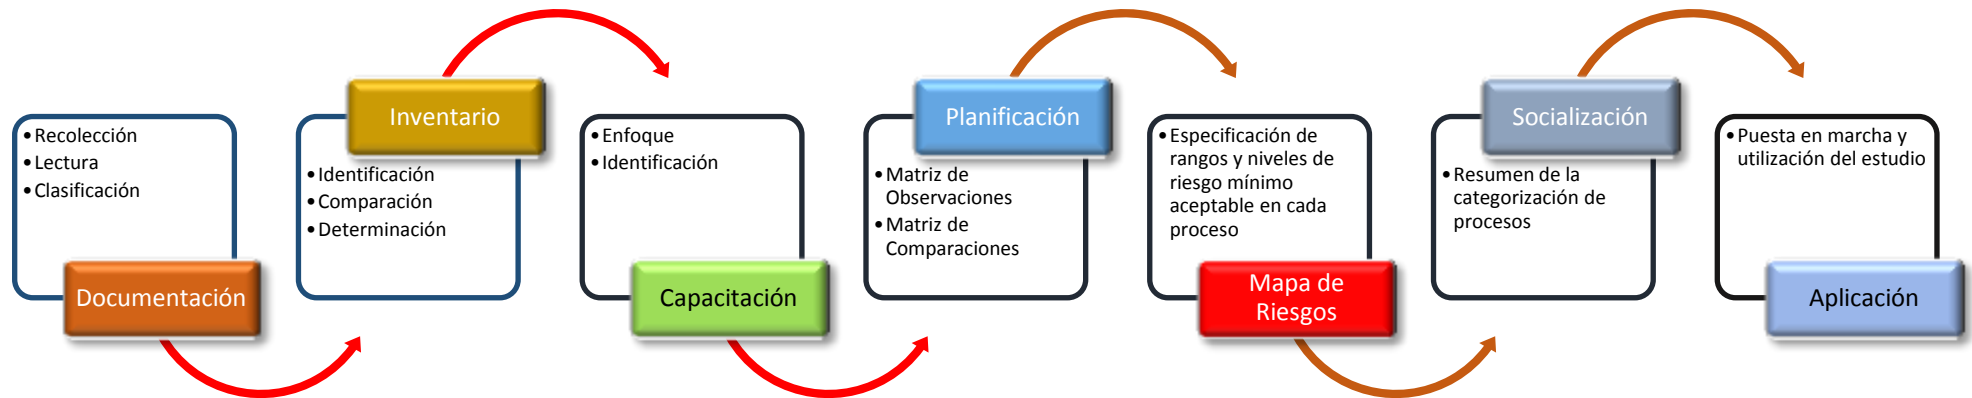 • Recolección
• Lectura
• Clasificación
Documentación
Inventario
• Identificación
• Comparación
• Determinación
• Enfoque
• Identificación
Capacitación
Planificación
• Matriz de
Observaciones
• Matriz de
Comparaciones
• Especificación de
rangos y niveles de
riesgo mínimo
aceptable en cada
proceso
Mapa de
Riesgos
Socialización
• Resumen de la
categorización de
procesos
• Puesta en marcha y
utilización del estudio
Aplicación